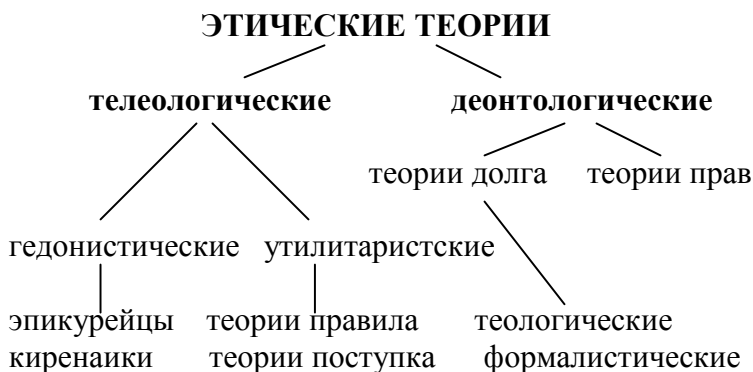 ЭТИЧЕСКИЕ ТЕОРИИ
телеологические деонтологические
теории долга теории прав
гедонистические утилитаристские
эпикурейцы теории правила теологические
киренаики теории поступка формалистические